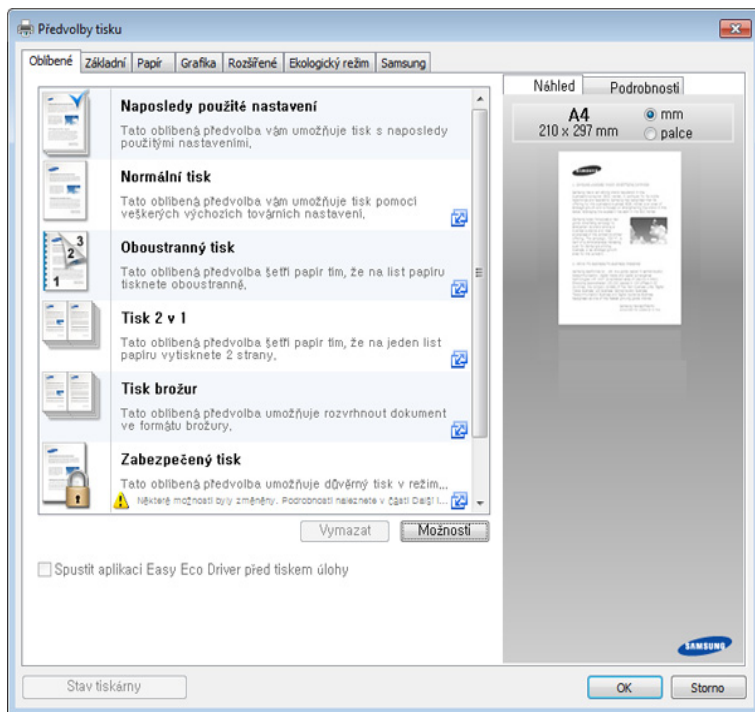 Předvolby tisku
Oblíbené Základní Papír Grafika Rozšířené Ekologický režim Samsung
Naposledy použité nastavení
Tato oblíbená předvolba vám umožňuje tisk s naposledy
použitými nastaveními.
Normální tisk
Tato oblíbená předvolba vám umožňuje tisk pomocí
veškerých výchozích továrních nastavení.
Oboustranný tisk
Tato oblíbená předvolba šetří papír tím, že na list papíru
tisknete oboustranně.
Tisk 2 v 1
Tato oblíbená předvolba šetří papír tím, že na jeden list
papíru vytisknete 2 strany.
Tisk brožur
Tato oblíbená předvolba umožňuje rozvrhnout dokument
ve formátu brožury.
Zabezpečený tisk
Tato oblíbená předvolba umožňuje důvěrný tisk v režim...
Některé možnosti byly změněny. Podrobnosti naleznete v části Další i...
Vymazat Možnosti
Spustit aplikaci Easy Eco Driver před tiskem úlohy
Náhled Podrobnosti
A4
210 x 297 mm
mm
palce
SAMSUNG
SAMSUNG
Stav tiskárny OK Storno
1 2 3